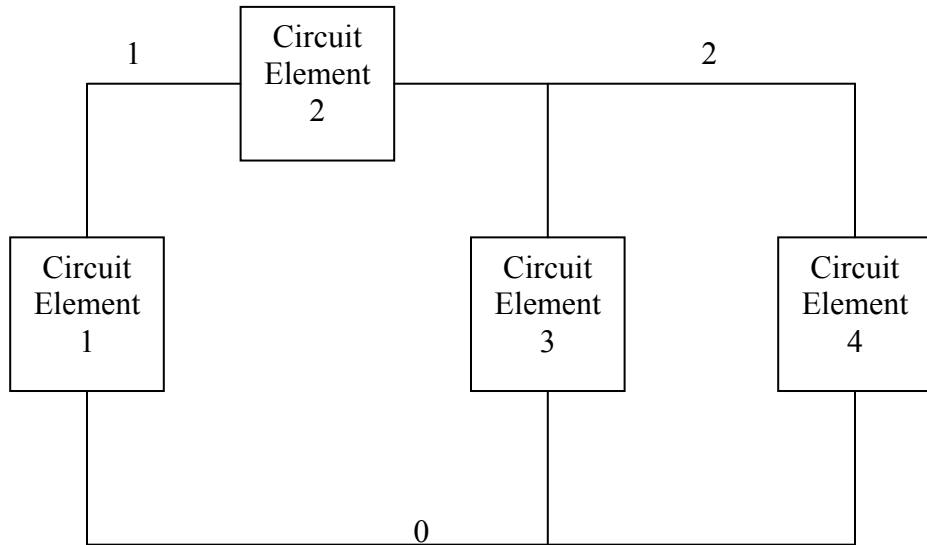 1
Circuit
Element
2
2
Circuit
Element
1
Circuit
Element
3
Circuit
Element
4
0